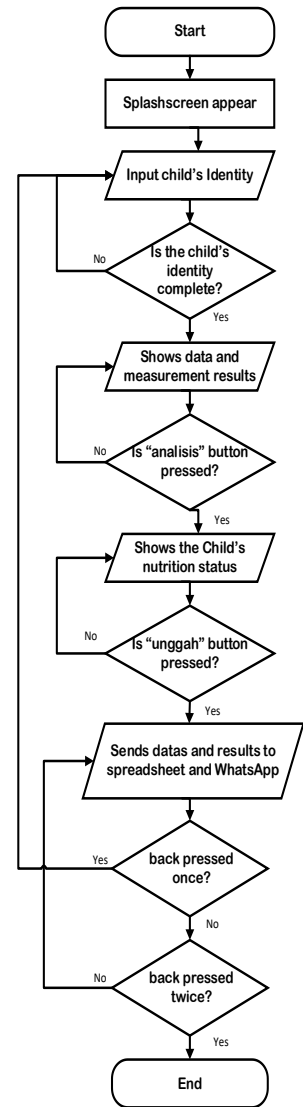 Start
Splashscreen appear
Input child's Identity
Is the child's
identity
complete?
No
Yes
Shows data and
measurement results
Is "analisis" button
pressed?
No
Yes
Shows the Child's
nutrition status
Is "unggah" button
pressed?
No
Yes
Sends datas and results to
spreadsheet and WhatsApp
back pressed
once?
Yes
No
back pressed
twice?
No
Yes
End